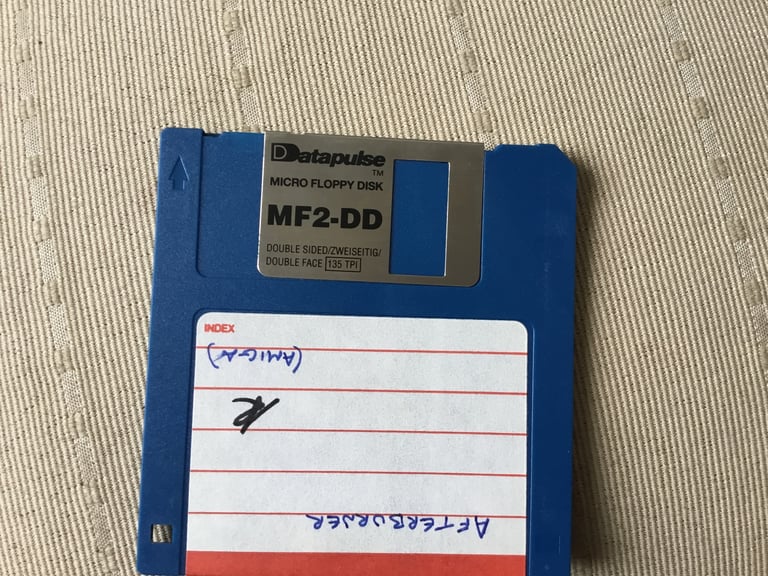 Datapulse
TM
MICRO FLOPPY DISK
MF2-DD
DOUBLE SIDED/ZWEISEITIG/
DOUBLE FACE 135 TPI
INDEX
AFTERBURNER
(AMIGA)